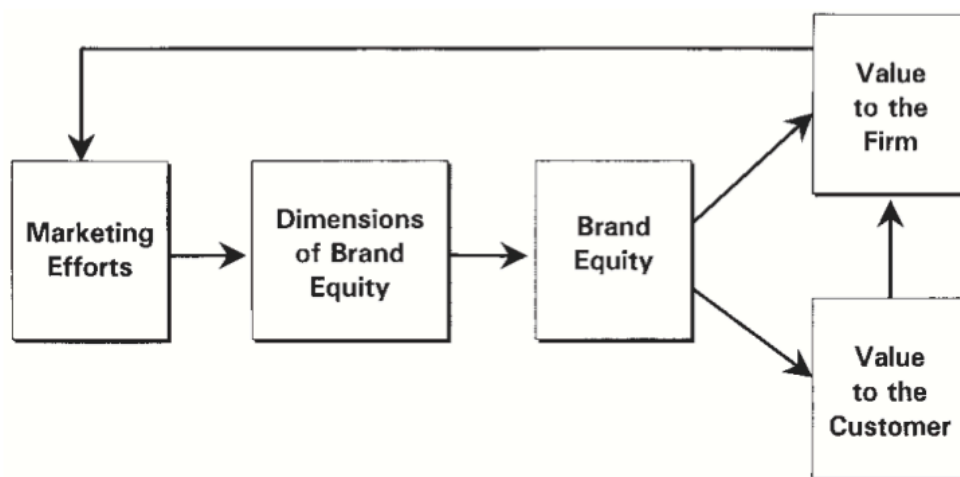 Marketing
Efforts
Dimensions
of Brand
Equity
Brand
Equity
Value
to the
Firm
Value
to the
Customer